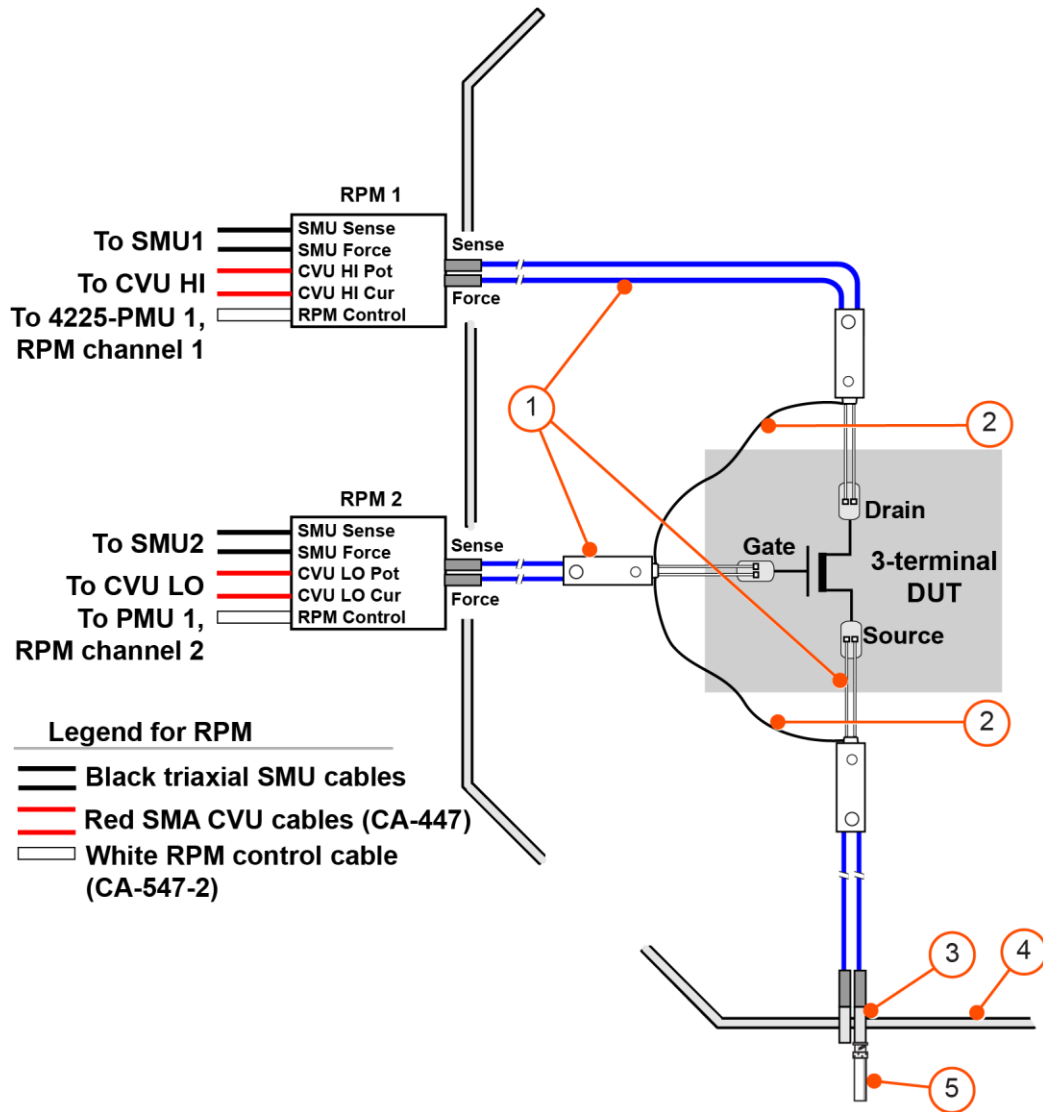 RPM 1
To SMU1
To CVU HI
To 4225-PMU 1,
RPM channel 1
SMU Sense
SMU Force
CVU HI Pot
CVU HI Cur
RPM Control
Sense
Force
1
2
RPM 2
To SMU2
To CVU LO
To PMU 1,
RPM channel 2
SMU Sense
SMU Force
CVU LO Pot
CVU LO Cur
RPM Control
Sense
Force
Drain
Gate
3-terminal
DUT
Source
2
Legend for RPM
Black triaxial SMU cables
Red SMA CVU cables (CA-447)
White RPM control cable
(CA-547-2)
3
4
5